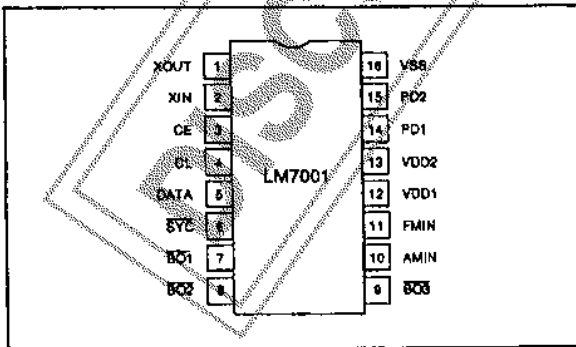 XOUT 1 16 VSS
XIN 2 15 PD2
CE 3 14 PD1
CL 4 13 VDD2
LM7001
DATA 5 12 VDD1
SYC 6 11 FMIN
BO1 7 10 AMIN
BO2 8 9 BO3